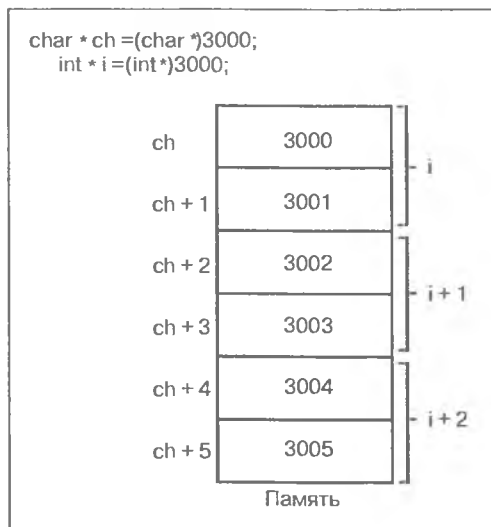 char * ch =(char *)3000;
int * i =(int*)3000;
ch 3000
i
ch + 1 3001
ch + 2 3002
i + 1
ch + 3 3003
ch + 4 3004
i + 2
ch + 5 3005
Память